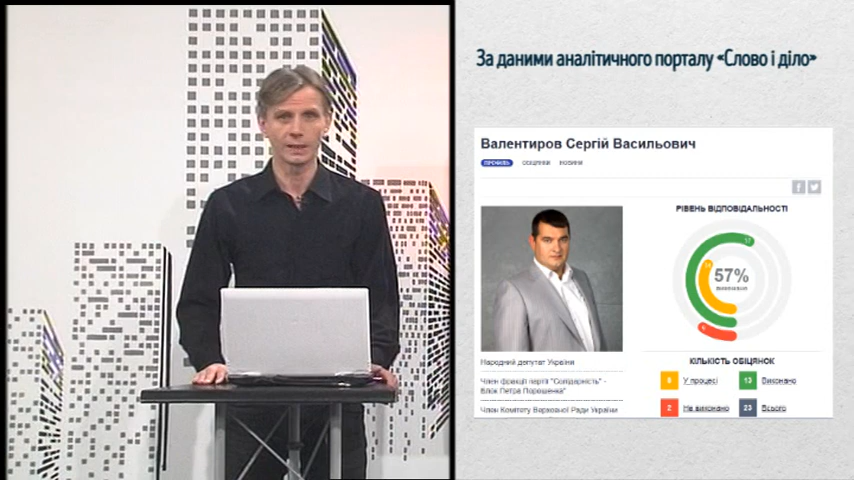 За даними аналітичного порталу «Слово і діло»
Валентиров Сергій Васильович
ПРОФІЛЬ ОБІЦЯНКИ НОВИНИ
РІВЕНЬ ВІДПОВІДАЛЬНОСТІ
57%
КІЛЬКІСТЬ ОБІЦЯНОК
У процесі
13 Виконано
2 Не виконано
23 Всього
Народний депутат України
Член фракції партії "Солідарність" -
Блок Петра Порошенка"
Член Комітету Верховної Ради України